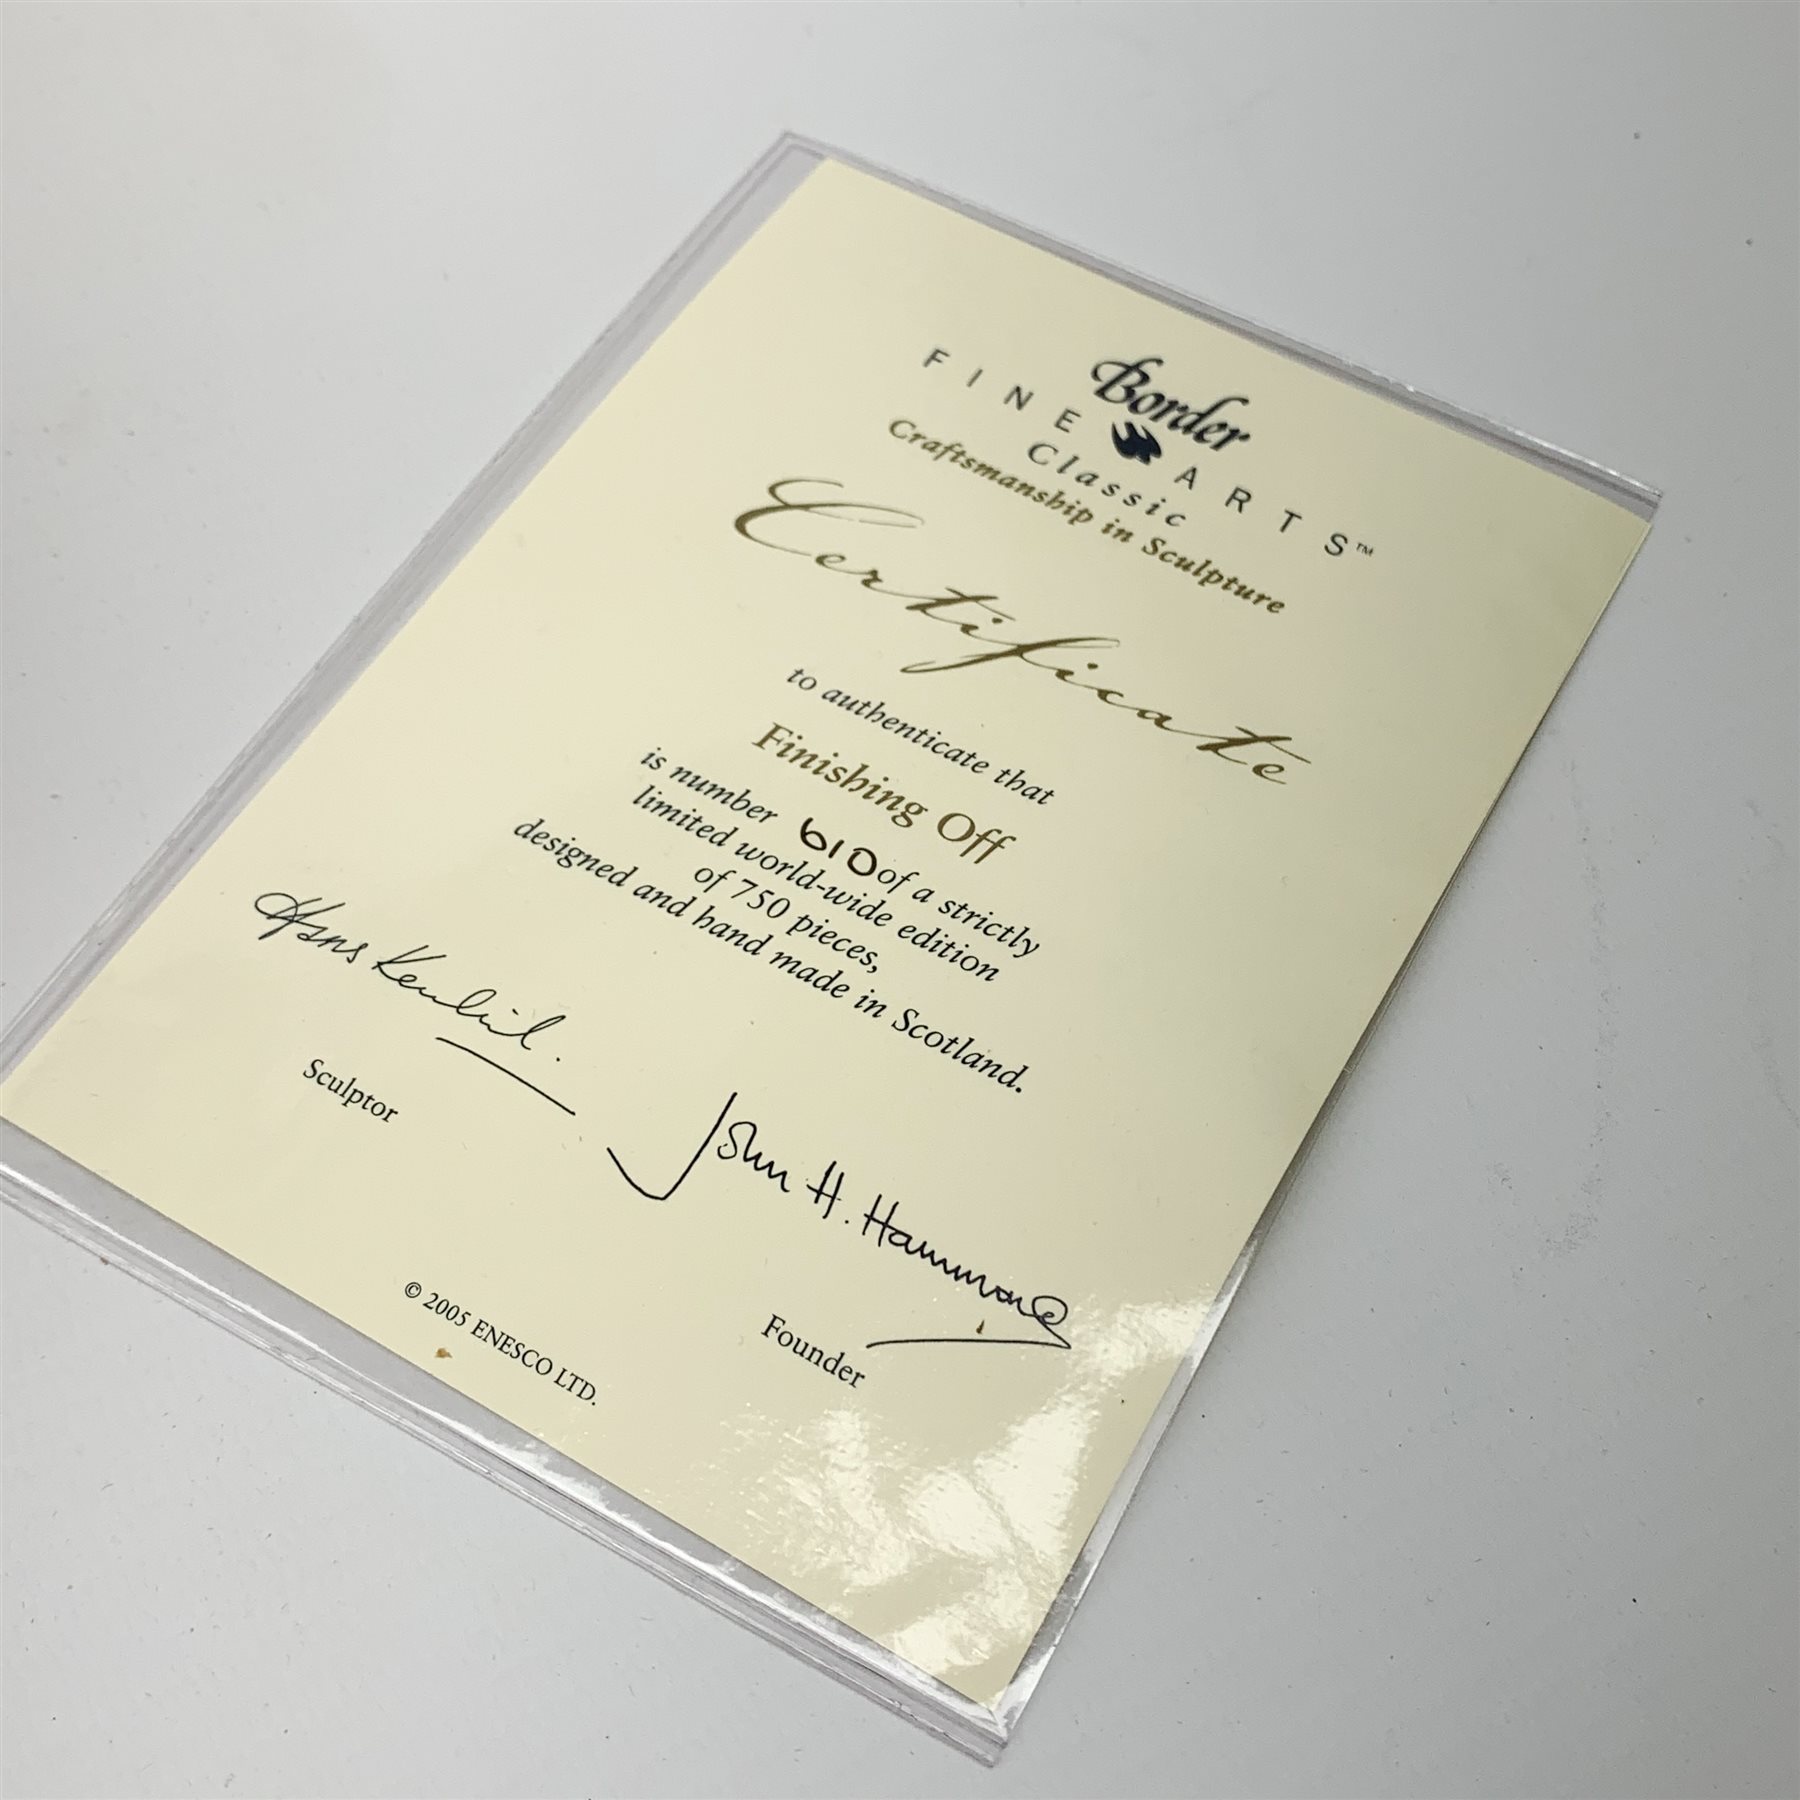 Border
FINE ARTS™
Classic
Craftsmanship in Sculpture
Certificate
to authenticate that
Finishing Off
is number 610 of a strictly
limited world-wide edition
of 750 pieces,
designed and hand made in Scotland.
Hans Kendrick.
Sculptor
John H. Hammond
Founder
© 2005 ENESCO LTD.